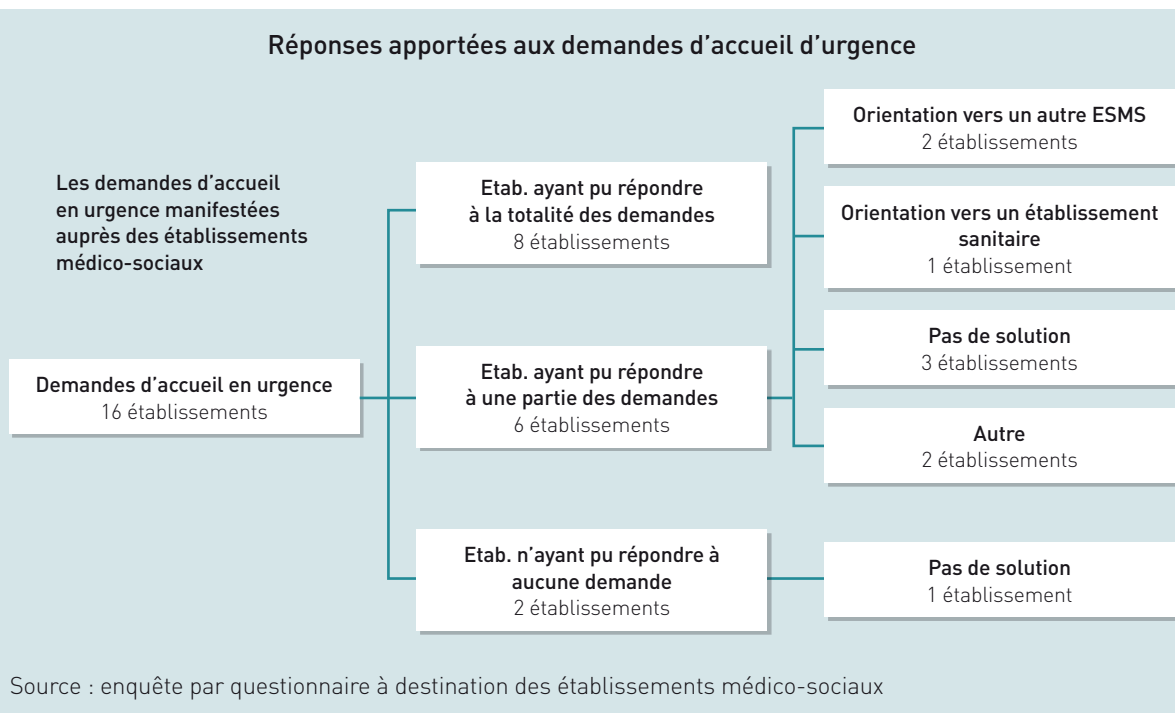 Réponses apportées aux demandes d'accueil d'urgence
Les demandes d'accueil
en urgence manifestées
auprès des établissements
médico-sociaux
Demandes d'accueil en urgence
16 établissements
Etab. ayant pu répondre
à la totalité des demandes
8 établissements
Etab. ayant pu répondre
à une partie des demandes
6 établissements
Etab. n'ayant pu répondre à
aucune demande
2 établissements
Orientation vers un autre ESMS
2 établissements
Orientation vers un établissement
sanitaire
1 établissement
Pas de solution
3 établissements
Autre
2 établissements
Pas de solution
1 établissement
Source : enquête par questionnaire à destination des établissements médico-sociaux